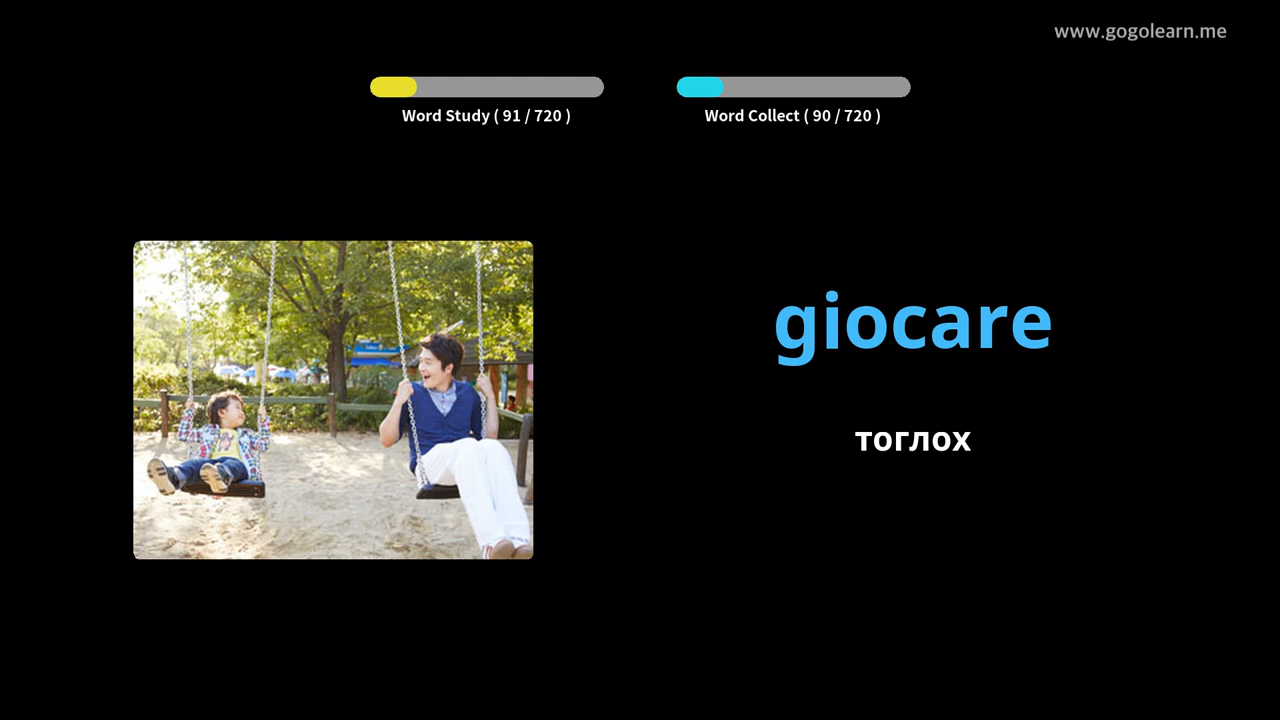 www.gogolearn.me
Word Study ( 91 / 720 )
Word Collect ( 90 / 720 )
giocare
тоглох